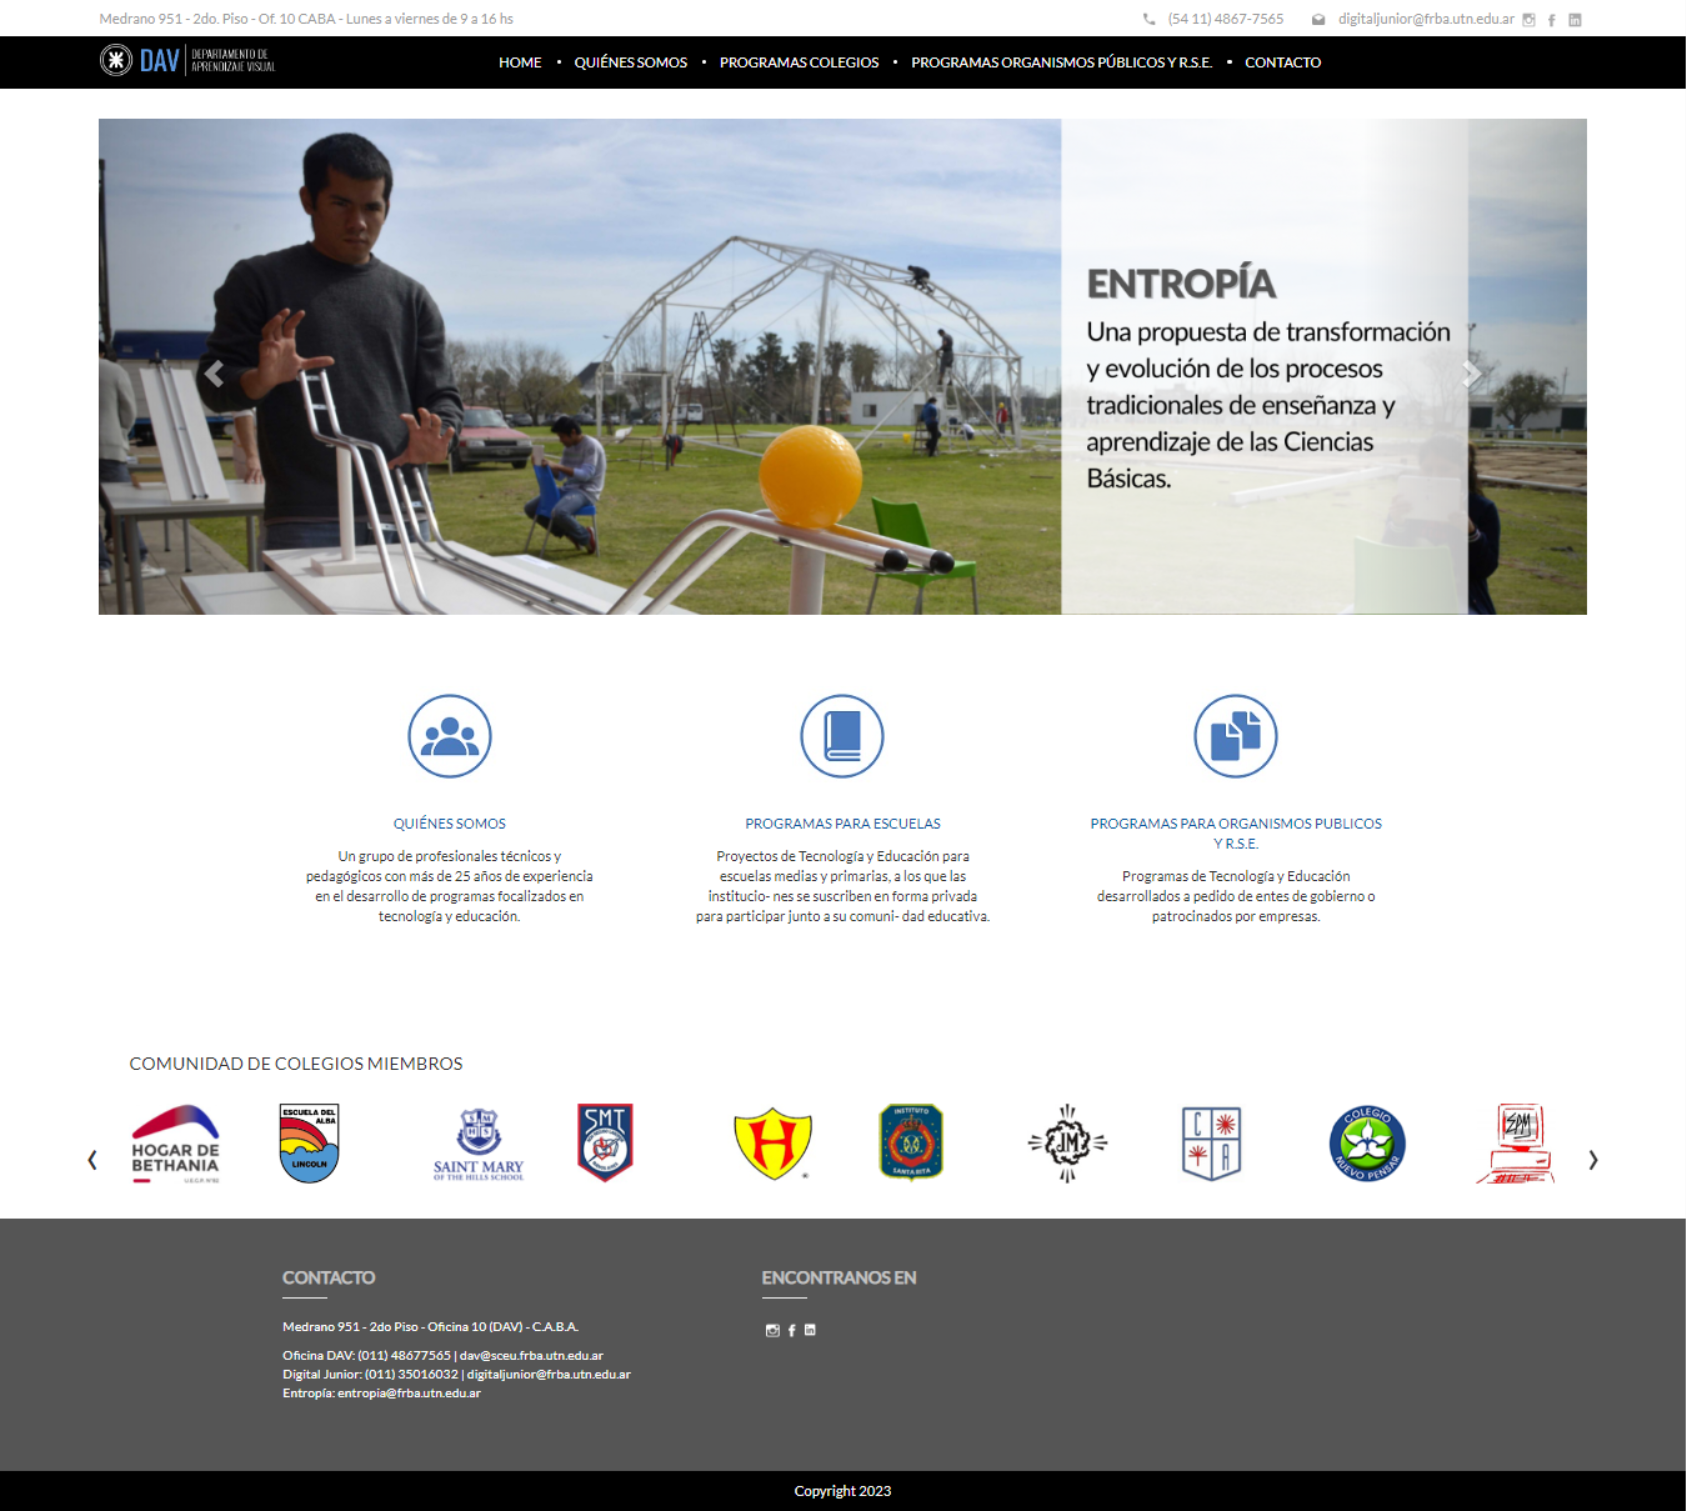 Medrano 951 - 2do. Piso - Of. 10 CABA - Lunes a viernes de 9 a 16 hs
(54 11) 4867-7565
digitaljunior@frba.utn.edu.ar
DAV
DEPARTAMENTO DE
APRENDIZAJE VISUAL
HOME • QUIÉNES SOMOS • PROGRAMAS COLEGIOS • PROGRAMAS ORGANISMOS PÚBLICOS Y R.S.E. • CONTACTO
ENTROPÍA
Una propuesta de transformación
y evolución de los procesos
tradicionales de enseñanza y
aprendizaje de las Ciencias
Básicas.
QUIÉNES SOMOS
Un grupo de profesionales técnicos y
pedagógicos con más de 25 años de experiencia
en el desarrollo de programas focalizados en
tecnología y educación.
PROGRAMAS PARA ESCUELAS
Proyectos de Tecnología y Educación para
escuelas medias y primarias, a los que las
institucio- nes se suscriben en forma privada
para participar junto a su comuni- dad educativa.
PROGRAMAS PARA ORGANISMOS PUBLICOS
Y R.S.E.
Programas de Tecnología y Educación
desarrollados a pedido de entes de gobierno o
patrocinados por empresas.
COMUNIDAD DE COLEGIOS MIEMBROS
HOGAR DE
BETHANIA
ESCUELA DEL
ALBA
LINCOLN
SAINT MARY
OF THE HILLS SCHOOL
SMT
H
INSTITUTO
SANTA RITA
JM
C
A
COLEGIO
NUEVO PENSAR
EPM
CONTACTO
Medrano 951 - 2do Piso - Oficina 10 (DAV) - C.A.B.A.
Oficina DAV: (011) 48677565 | dav@sceu.frba.utn.edu.ar
Digital Junior: (011) 35016032 | digitaljunior@frba.utn.edu.ar
Entropía: entropia@frba.utn.edu.ar
ENCONTRANOS EN
Copyright 2023